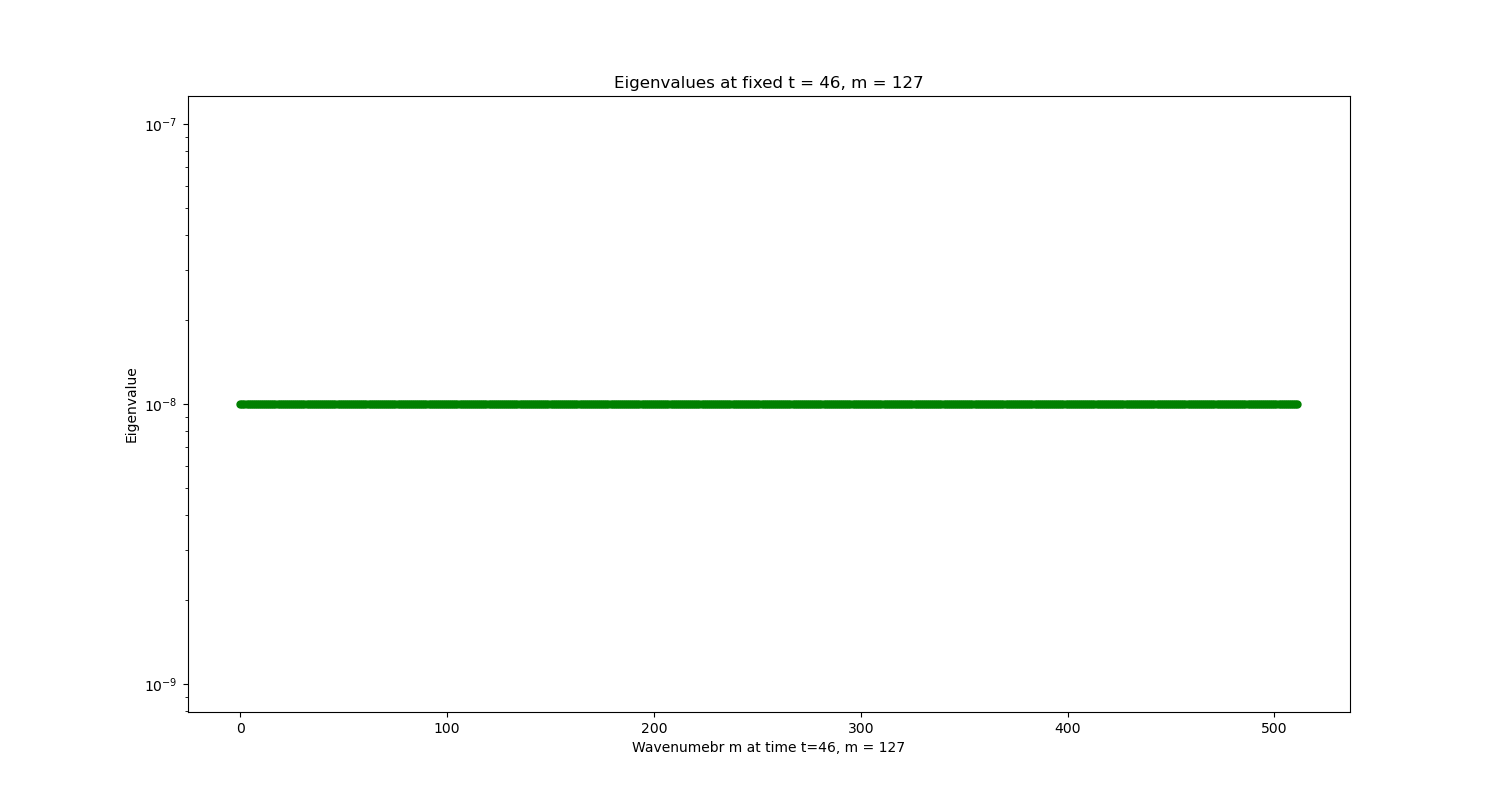 Eigenvalues at fixed t = 46, m = 127
10⁻⁷
10⁻⁸
10⁻⁹
Eigenvalue
0 100 200 300 400 500
Wavenumebr m at time t=46, m = 127